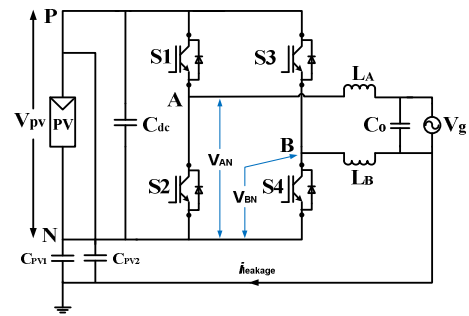 P
S1
S3
LA
A
Vpv
PV
Cdc
Co
Vg
VAN
B
LB
S2
VBN
S4
N
CPV1
CPV2
ileakage